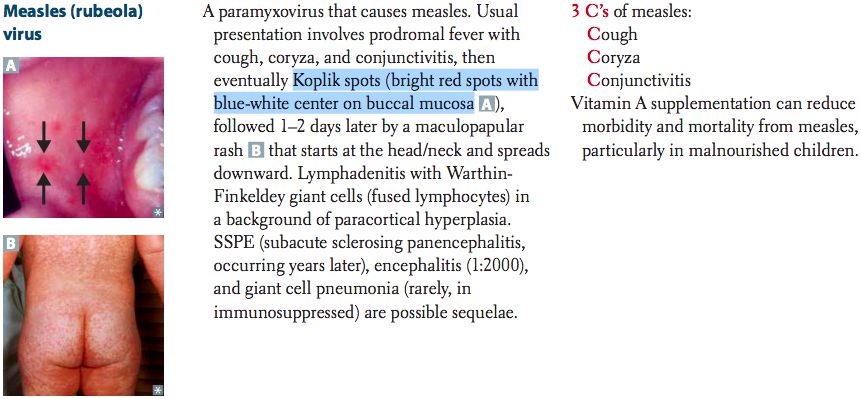 Measles (rubeola)
virus
A
*
B
*
A paramyxovirus that causes measles. Usual
presentation involves prodromal fever with
cough, coryza, and conjunctivitis, then
eventually Koplik spots (bright red spots with
blue-white center on buccal mucosa A),
followed 1–2 days later by a maculopapular
rash B that starts at the head/neck and spreads
downward. Lymphadenitis with Warthin-
Finkeldey giant cells (fused lymphocytes) in
a background of paracortical hyperplasia.
SSPE (subacute sclerosing panencephalitis,
occurring years later), encephalitis (1:2000),
and giant cell pneumonia (rarely, in
immunosuppressed) are possible sequelae.
3 C’s of measles:
Cough
Coryza
Conjunctivitis
Vitamin A supplementation can reduce
morbidity and mortality from measles,
particularly in malnourished children.